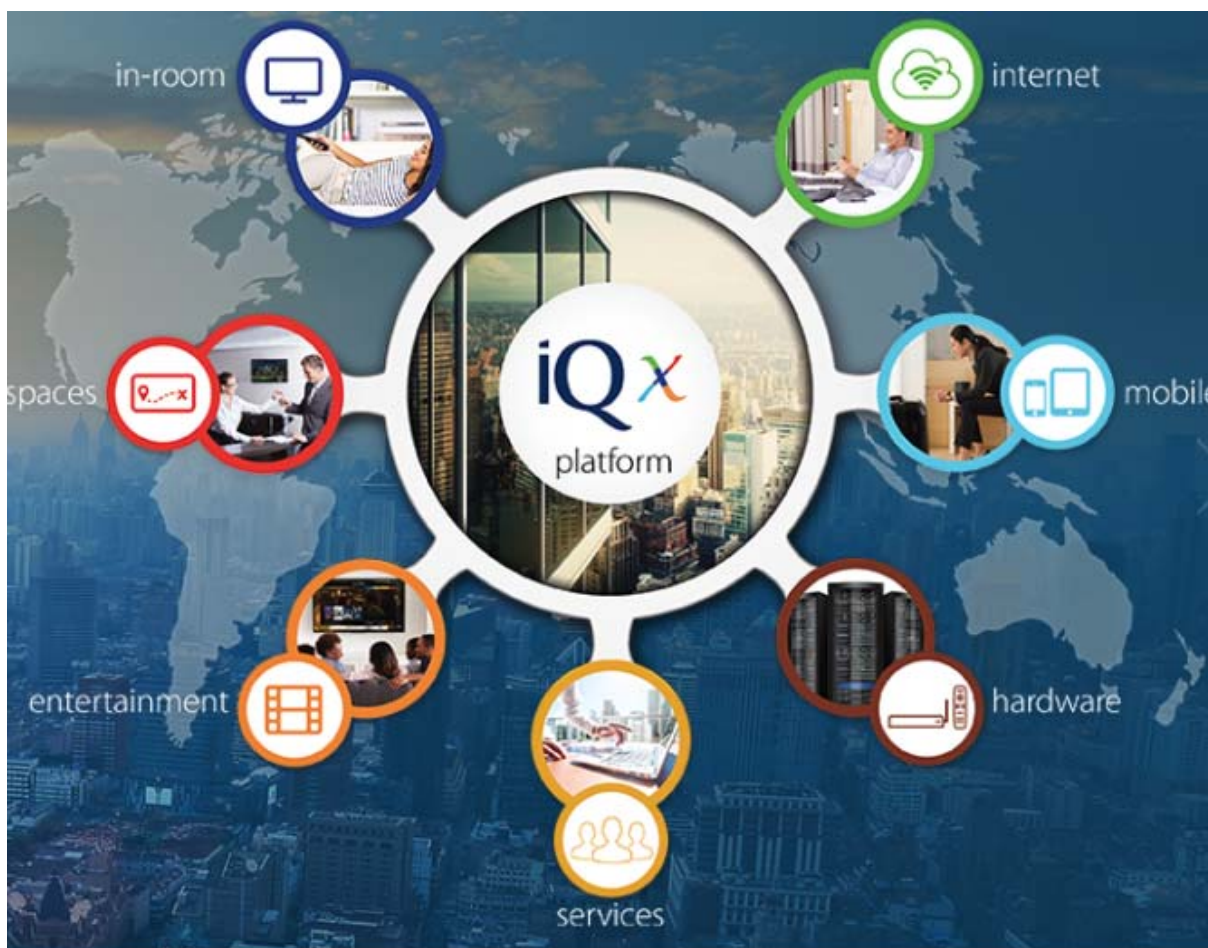 in-room
internet
iQ x
platform
spaces
mobile
entertainment
hardware
services